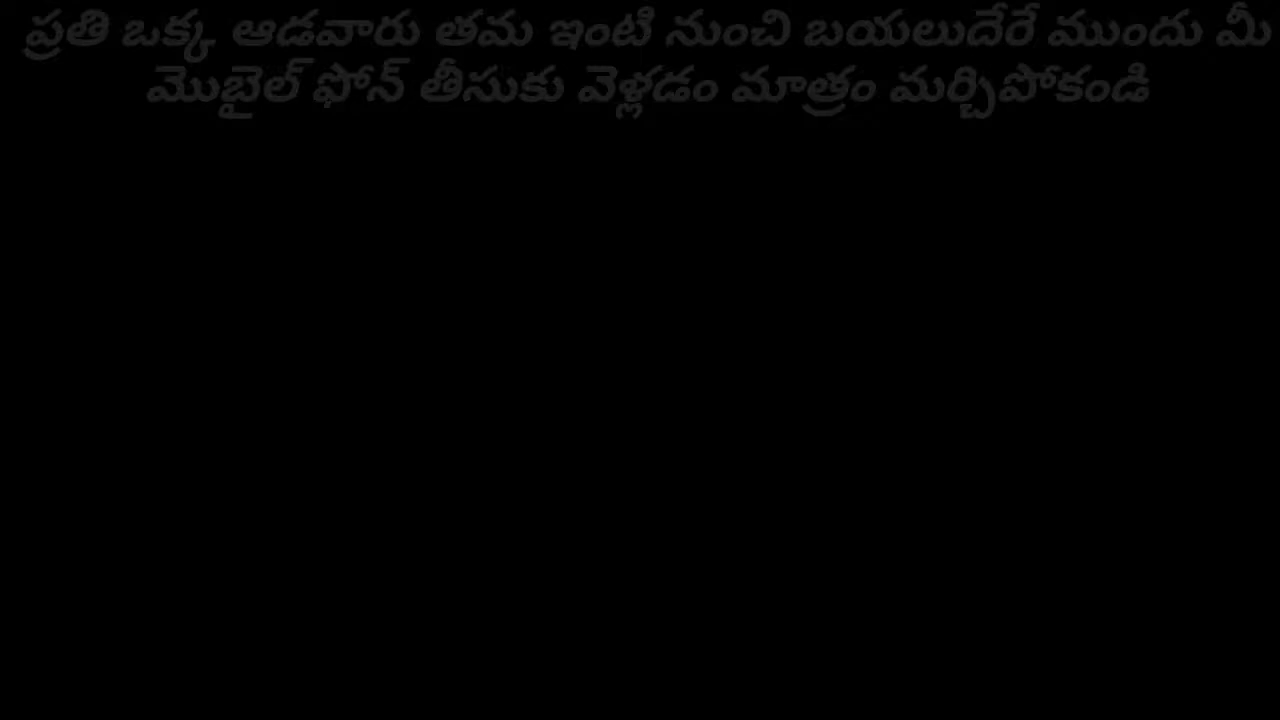 ప్రతి ఒక్క ఆడవారు తమ ఇంటి నుంచి బయలుదేరే ముందు మీ
మొబైల్ ఫోన్ తీసుకు వెళ్లడం మాత్రం మర్చిపోకండి